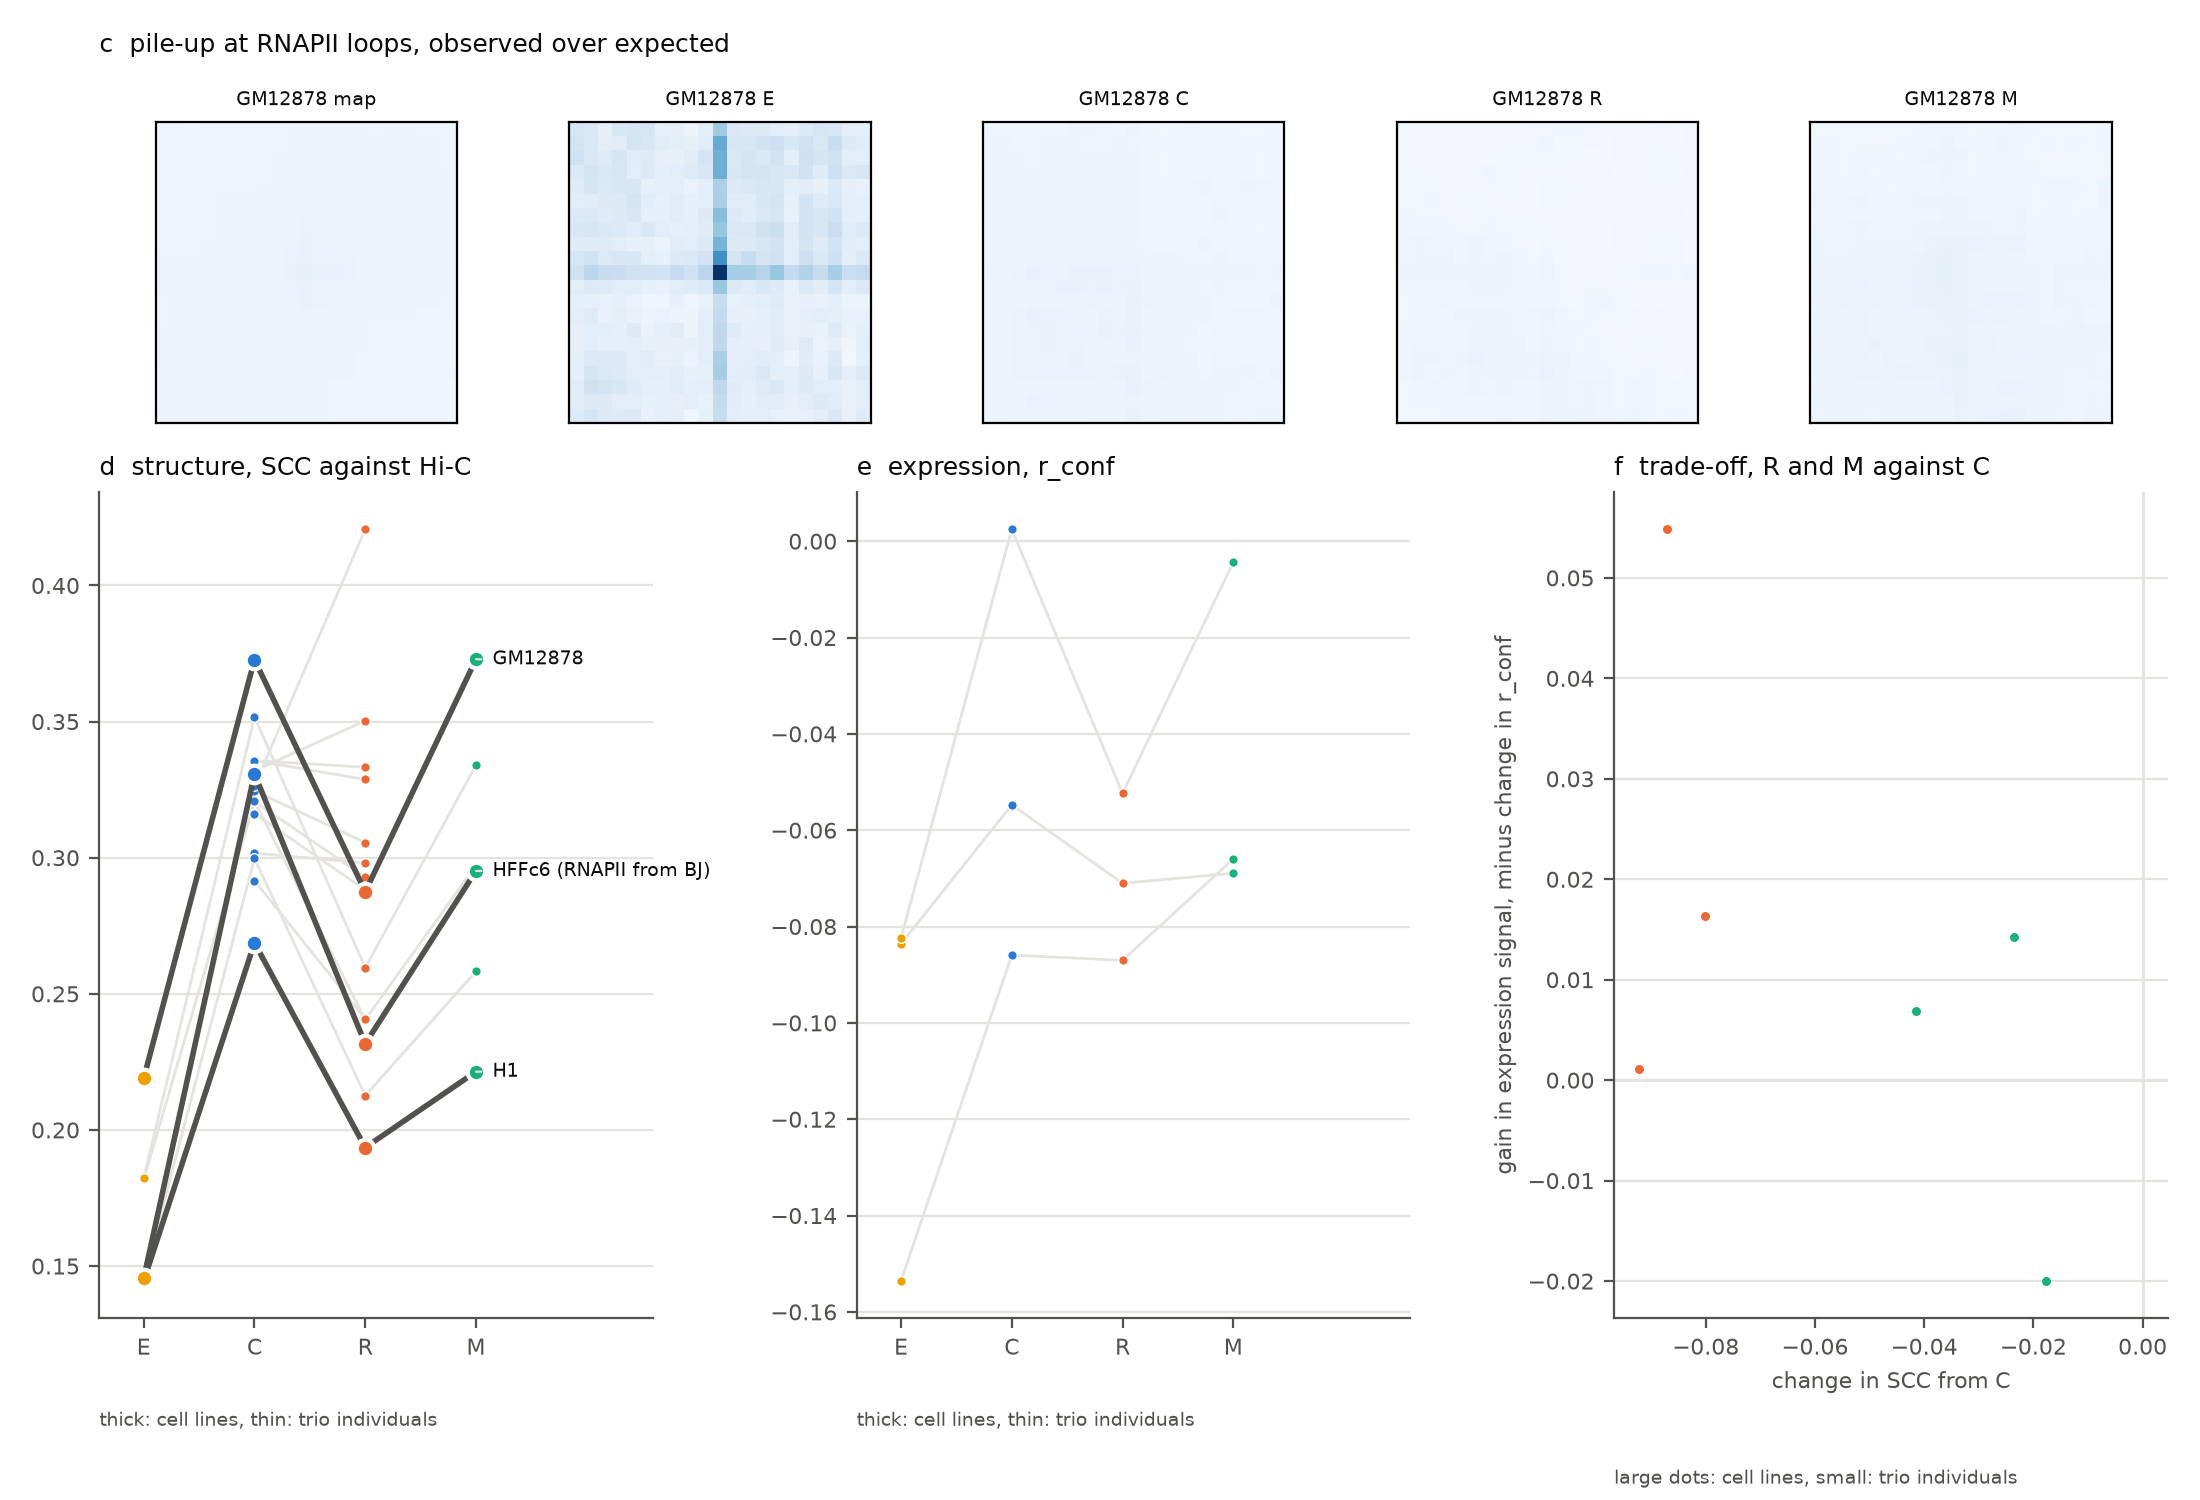 c pile-up at RNAPII loops, observed over expected
GM12878 map
GM12878 E
GM12878 C
GM12878 R
GM12878 M
d structure, SCC against Hi-C
0.40
0.35
0.30
0.25
0.20
0.15
GM12878
HFFc6 (RNAPII from BJ)
H1
E
C
R
M
thick: cell lines, thin: trio individuals
e expression, r_conf
0.00
−0.02
−0.04
−0.06
−0.08
−0.10
−0.12
−0.14
−0.16
E
C
R
M
thick: cell lines, thin: trio individuals
f trade-off, R and M against C
gain in expression signal, minus change in r_conf
0.05
0.04
0.03
0.02
0.01
0.00
−0.01
−0.02
−0.08
−0.06
−0.04
−0.02
0.00
change in SCC from C
large dots: cell lines, small: trio individuals